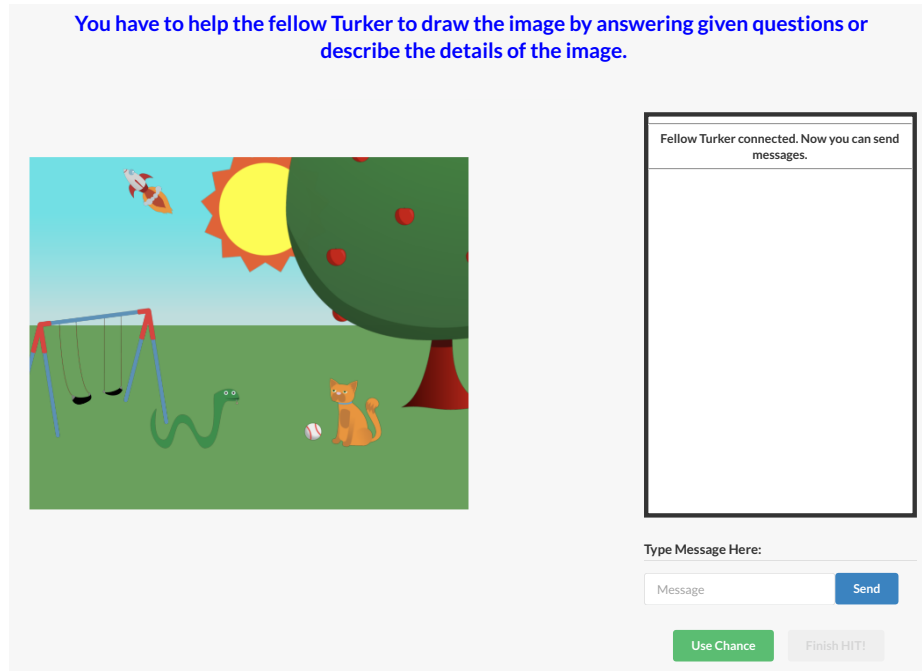 You have to help the fellow Turker to draw the image by answering given questions or
describe the details of the image.
Fellow Turker connected. Now you can send
messages.
Type Message Here:
Message
Send
Use Chance
Finish HIT!